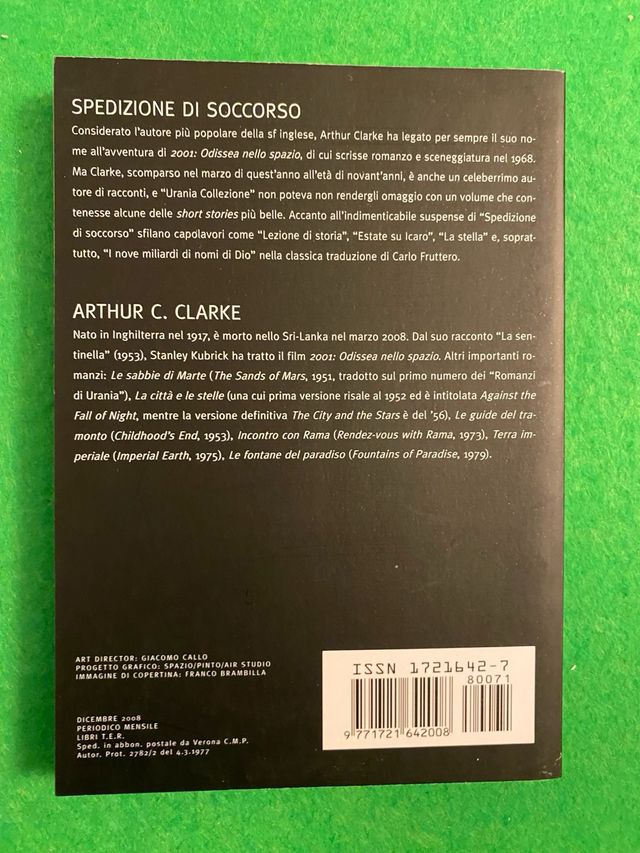 SPEDIZIONE DI SOCCORSO
Considerato l'autore più popolare della sf inglese, Arthur Clarke ha legato per sempre il suo no-
me all'avventura di 2001: Odissea nello spazio, di cui scrisse romanzo e sceneggiatura nel 1968.
Ma Clarke, scomparso nel marzo di quest'anno all'età di novant'anni, è anche un celeberrimo au-
tore di racconti, e "Urania Collezione" non poteva non rendergli omaggio con un volume che con-
tenesse alcune delle short stories più belle. Accanto all'indimenticabile suspense di "Spedizione
di soccorso" sfilano capolavori come "Lezione di storia", "Estate su Icaro", "La stella" e, soprat-
tutto, "I nove miliardi di nomi di Dio" nella classica traduzione di Carlo Fruttero.
ARTHUR C. CLARKE
Nato in Inghilterra nel 1917, è morto nello Sri-Lanka nel marzo 2008. Dal suo racconto "La sen-
tinella" (1953), Stanley Kubrick ha tratto il film 2001: Odissea nello spazio. Altri importanti ro-
manzi: Le sabbie di Marte (The Sands of Mars, 1951, tradotto sul primo numero dei "Romanzi
di Urania"), La città e le stelle (una cui prima versione risale al 1952 ed è intitolata Against the
Fall of Night, mentre la versione definitiva The City and the Stars è del '56), Le guide del tra-
monto (Childhood's End, 1953), Incontro con Rama (Rendez-vous with Rama, 1973), Terra im-
periale (Imperial Earth, 1975), Le fontane del paradiso (Fountains of Paradise, 1979).
ART DIRECTOR: GIACOMO CALLO
PROGETTO GRAFICO: SPAZIO/PINTO/AIR STUDIO
IMMAGINE DI COPERTINA: FRANCO BRAMBILLA
DICEMBRE 2008
PERIODICO MENSILE
LIBRI T.E.R.
Sped. in abbon. postale da Verona C.M.P.
Autor. Prot. 2782/2 del 4.3.1977
ISSN 1721642-7
80071
9 771721 642008